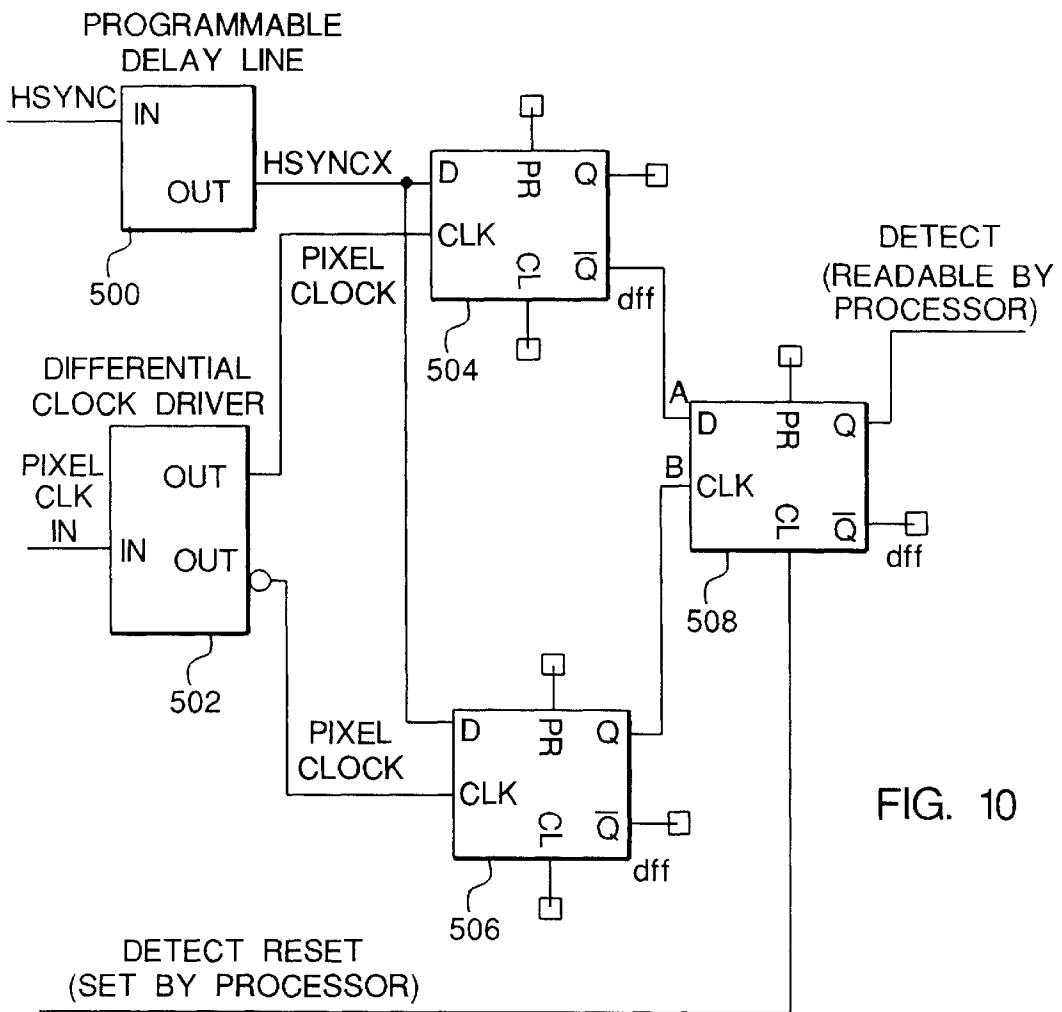 PROGRAMMABLE
DELAY LINE
HSYNC
IN
OUT
500
HSYNCX
D
PR
Q
CLK
CL
Q̅
dff
504
PIXEL
CLOCK
DETECT
(READABLE BY
PROCESSOR)
DIFFERENTIAL
CLOCK DRIVER
PIXEL
CLK
IN
IN
OUT
OUT
502
A
B
D
PR
Q
CLK
CL
Q̅
dff
508
PIXEL
CLOCK
D
PR
Q
CLK
CL
Q̅
dff
506
FIG. 10
DETECT RESET
(SET BY PROCESSOR)